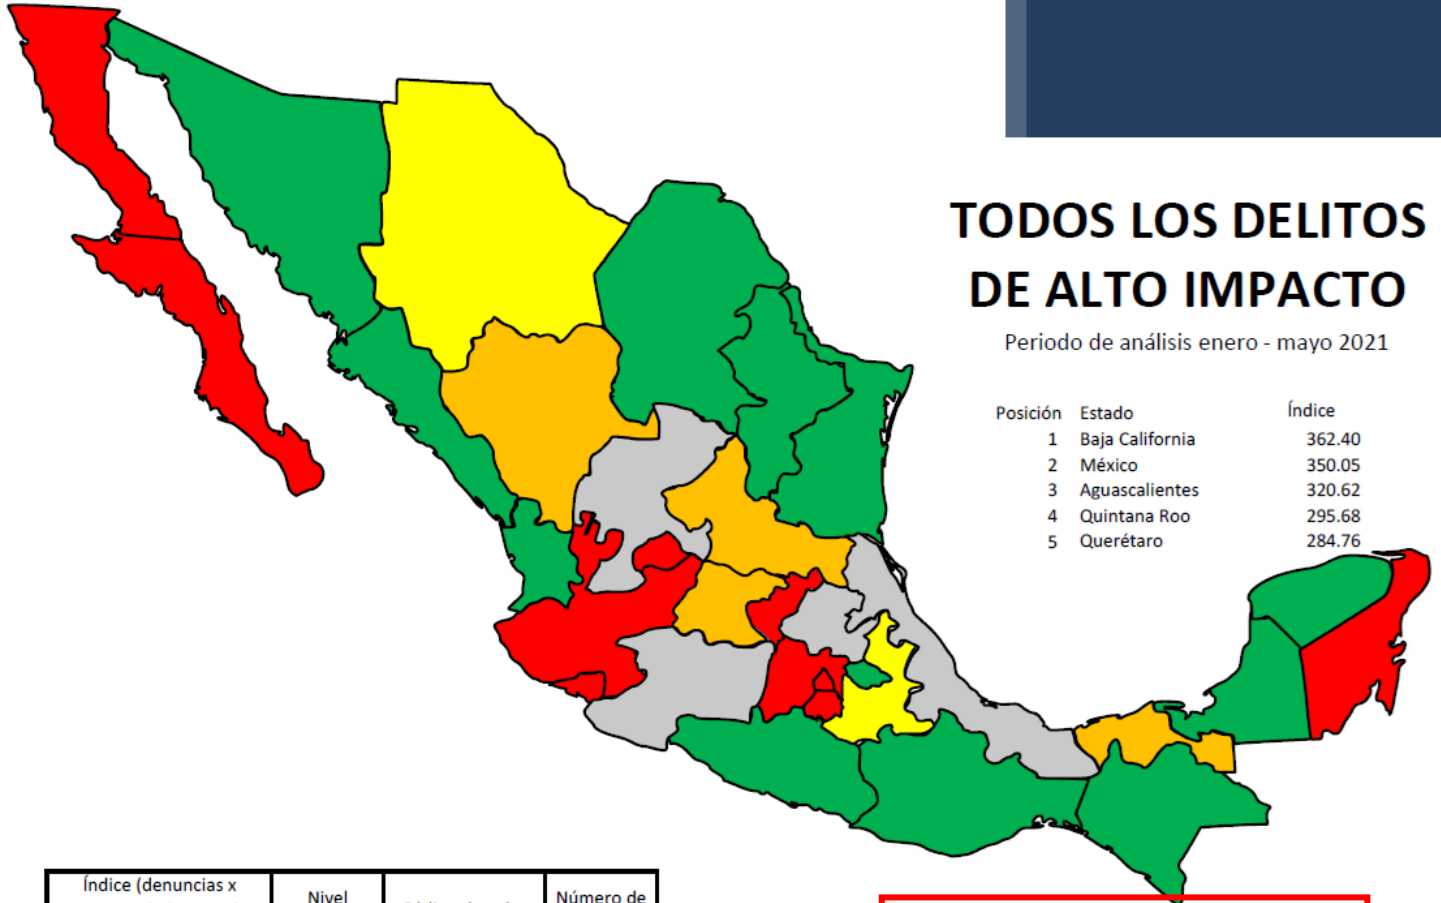 TODOS LOS DELITOS
DE ALTO IMPACTO
Periodo de análisis enero - mayo 2021
Posición Estado Índice
1 Baja California 362.40
2 México 350.05
3 Aguascalientes 320.62
4 Quintana Roo 295.68
5 Querétaro 284.76
Índice (denuncias x
Nivel
Número de